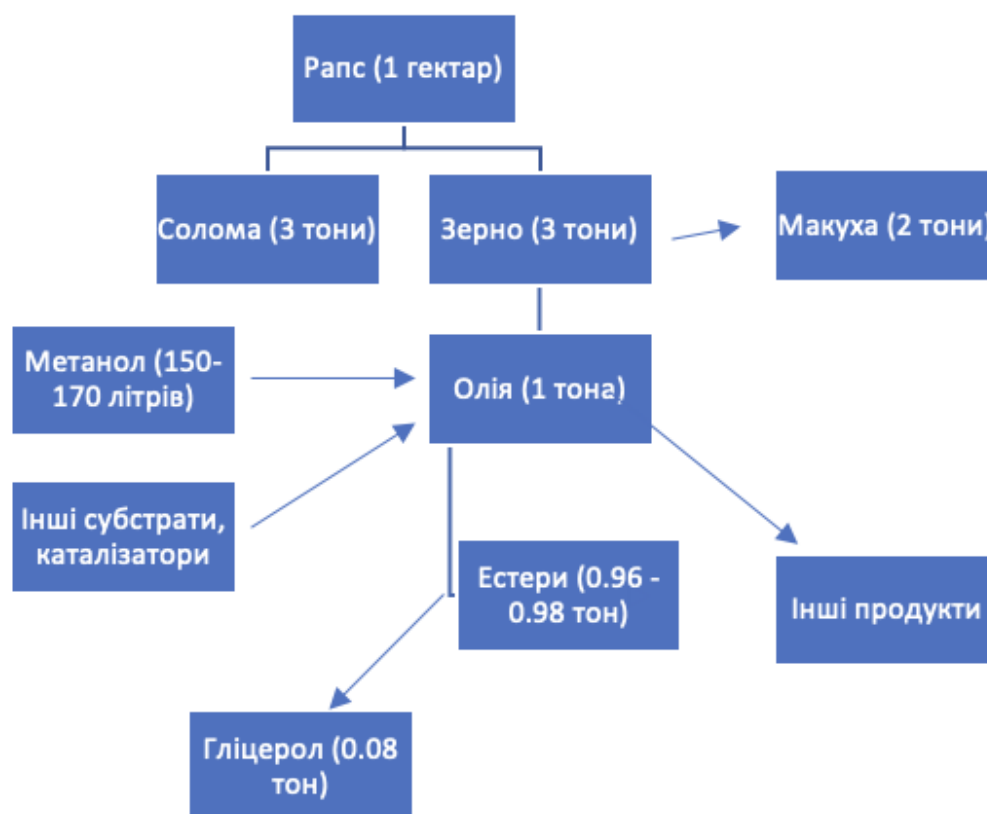 Рапс (1 гектар)
Солома (3 тони)
Зерно (3 тони)
Макуха (2 тони)
Метанол (150-
170 літрів)
Олія (1 тона)
Інші субстрати,
каталізатори
Естери (0.96 -
0.98 тон)
Інші продукти
Гліцерол (0.08
тон)